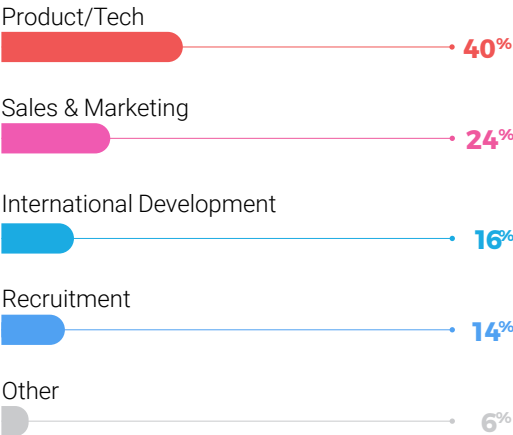 Product/Tech
40%
Sales & Marketing
24%
International Development
16%
Recruitment
14%
Other
6%